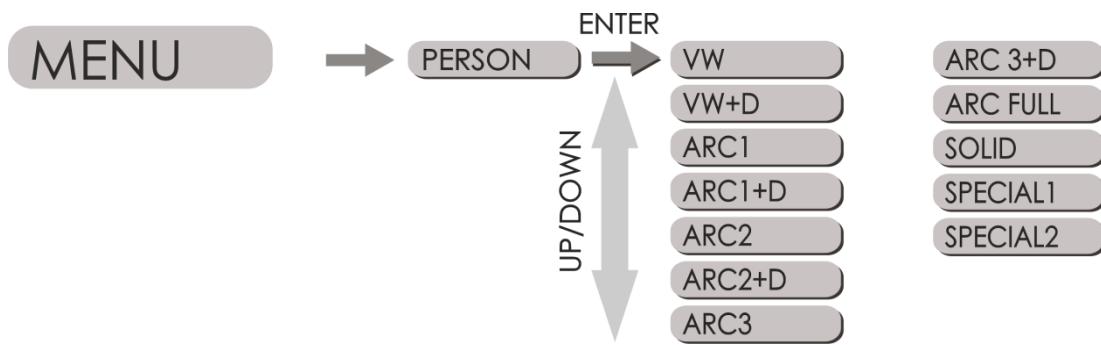 ENTER
MENU
PERSON
VW
VW+D
ARC1
ARC1+D
ARC2
ARC2+D
ARC3
UP/DOWN
ARC 3+D
ARC FULL
SOLID
SPECIAL1
SPECIAL2